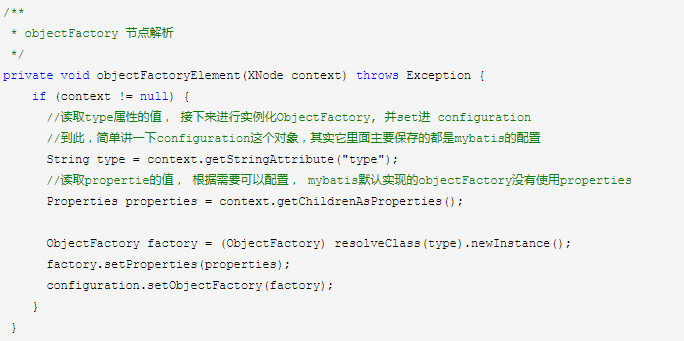 /**
 * objectFactory 节点解析
 */
private void objectFactoryElement(XNode context) throws Exception {
    if (context != null) {
      //读取type属性的值， 接下来进行实例化ObjectFactory, 并set进 configuration
      //到此，简单讲一下configuration这个对象，其实它里面主要保存的都是mybatis的配置
      String type = context.getStringAttribute("type");
      //读取propertie的值， 根据需要可以配置， mybatis默认实现的objectFactory没有使用properties
      Properties properties = context.getChildrenAsProperties();

      ObjectFactory factory = (ObjectFactory) resolveClass(type).newInstance();
      factory.setProperties(properties);
      configuration.setObjectFactory(factory);
    }
 }